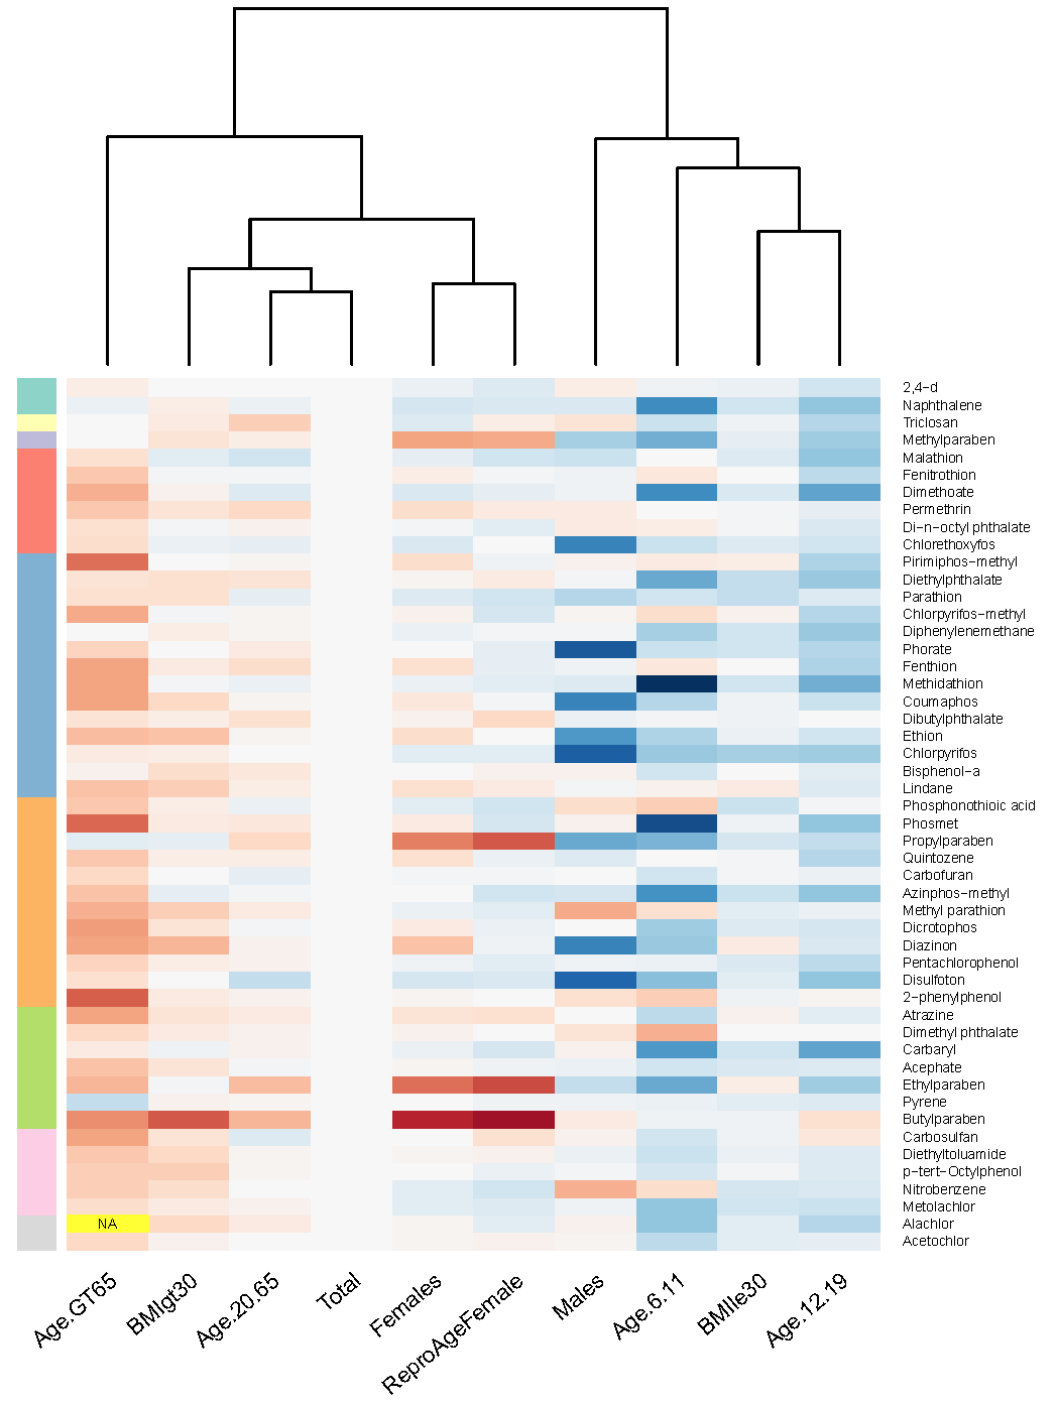 2,4-d
Naphthalene
Triclosan
Methylparaben
Malathion
Fenitrothion
Dimethoate
Permethrin
Di-n-octyl phthalate
Chlorethoxyfos
Pirimiphos-methyl
Diethylphthalate
Parathion
Chlorpyrifos-methyl
Diphenylenemethane
Phorate
Fenthion
Methidathion
Coumaphos
Dibutylphthalate
Ethion
Chlorpyrifos
Bisphenol-a
Lindane
Phosphonothioic acid
Phosmet
Propylparaben
Quintozene
Carbofuran
Azinphos-methyl
Methyl parathion
Dicrotophos
Diazinon
Pentachlorophenol
Disulfoton
2-phenylphenol
Atrazine
Dimethyl phthalate
Carbaryl
Acephate
Ethylparaben
Pyrene
Butylparaben
Carbosulfan
Diethyltoluamide
p-tert-Octylphenol
Nitrobenzene
Metolachlor
NA
Alachlor
Acetochlor
Age.GT65
BMIgt30
Age.20.65
Total
Females
ReproAgeFemale
Males
Age.6.11
BMIle30
Age.12.19